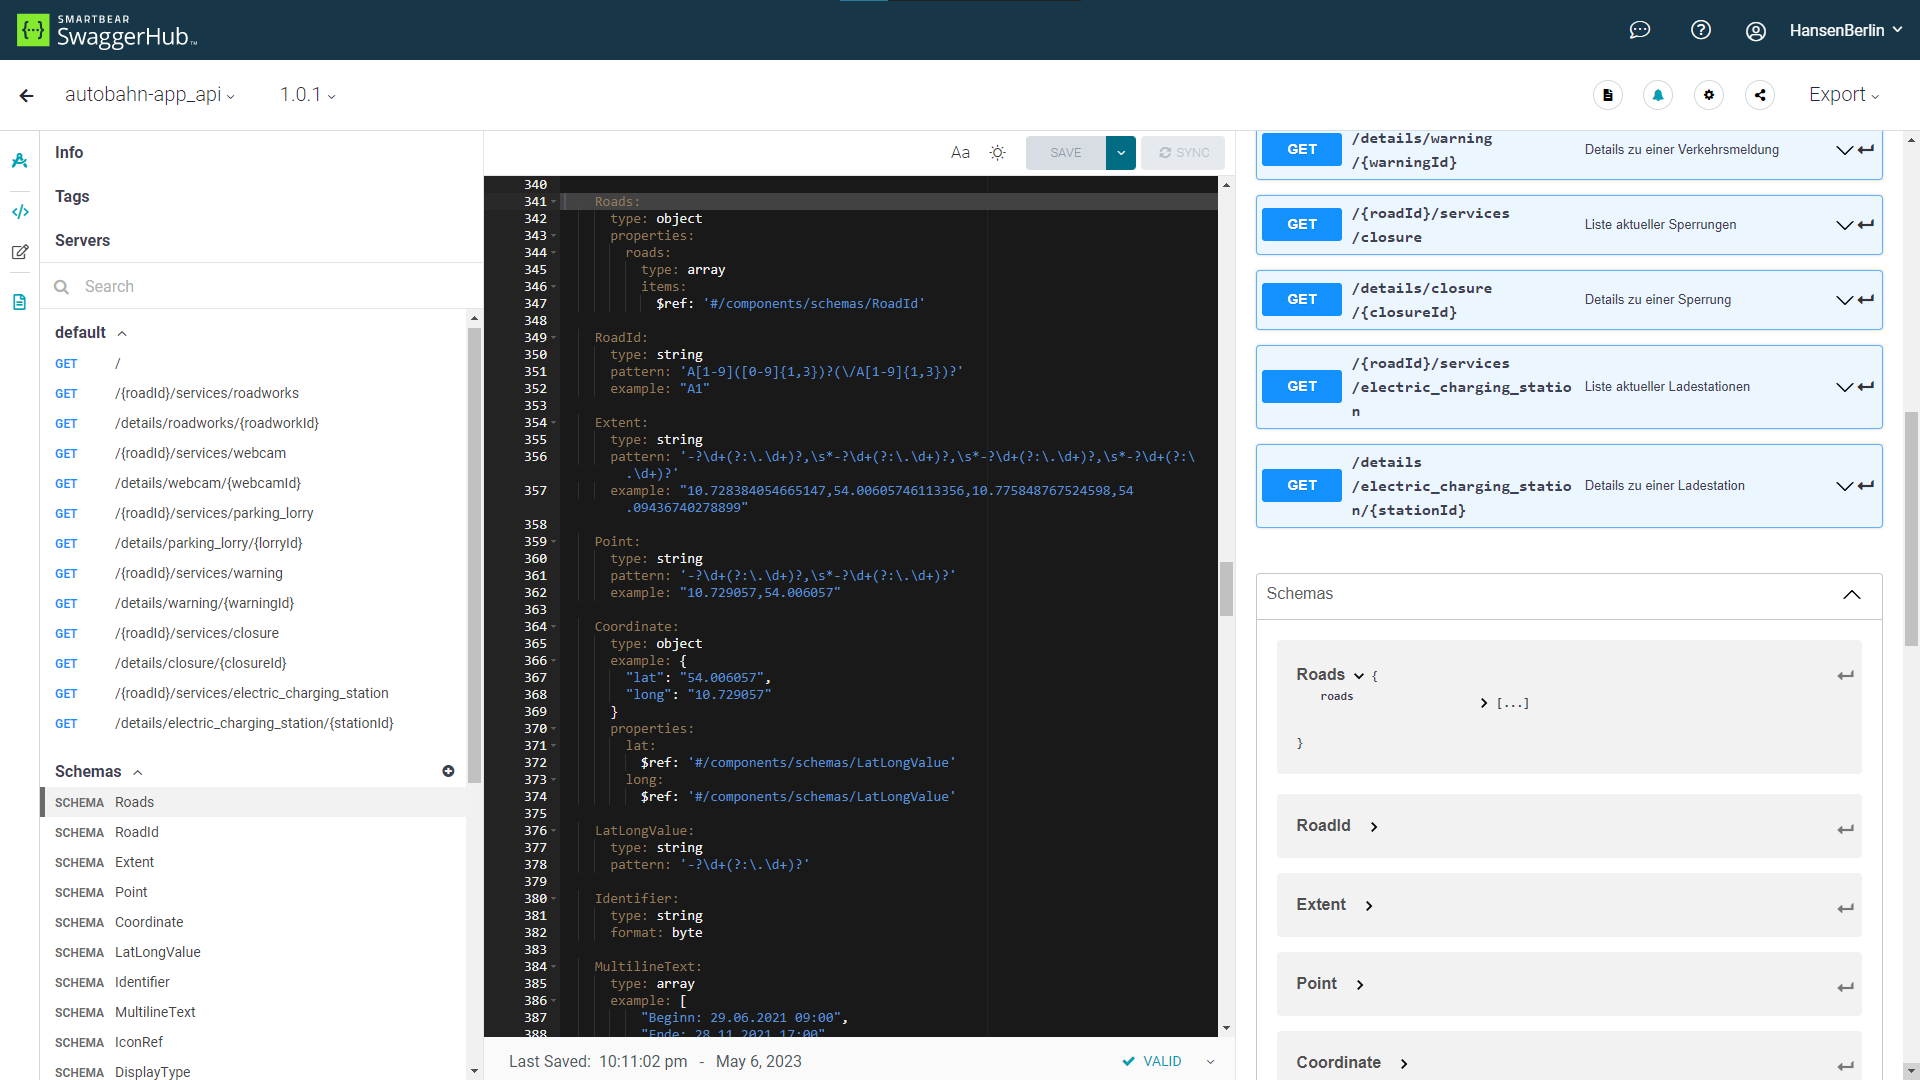 SMARTBEAR
SwaggerHub™
HansenBerlin
autobahn-app_api
1.0.1
Export
Info
Tags
Servers
Search
default
GET /
GET /{roadId}/services/roadworks
GET /details/roadworks/{roadworkId}
GET /{roadId}/services/webcam
GET /details/webcam/{webcamId}
GET /{roadId}/services/parking_lorry
GET /details/parking_lorry/{lorryId}
GET /{roadId}/services/warning
GET /details/warning/{warningId}
GET /{roadId}/services/closure
GET /details/closure/{closureId}
GET /{roadId}/services/electric_charging_station
GET /details/electric_charging_station/{stationId}
Schemas
SCHEMA Roads
SCHEMA RoadId
SCHEMA Extent
SCHEMA Point
SCHEMA Coordinate
SCHEMA LatLongValue
SCHEMA Identifier
SCHEMA MultilineText
SCHEMA IconRef
SCHEMA DisplayType
Aa
SAVE
SYNC
340
341 Roads:
342 type: object
343 properties:
344 roads:
345 type: array
346 items:
347 $ref: '#/components/schemas/RoadId'
348
349 RoadId:
350 type: string
351 pattern: 'A[1-9]([0-9]{1,3})?(\/A[1-9]{1,3})?'
352 example: "A1"
353
354 Extent:
355 type: string
356 pattern: '-?\d+(?:\.\d+)?,\s*-?\d+(?:\.\d+)?,\s*-?\d+(?:\.\d+)?,\s*-?\d+(?:\
.\d+)?'
357 example: "10.728384054665147,54.00605746113356,10.775848767524598,54
.09436740278899"
358
359 Point:
360 type: string
361 pattern: '-?\d+(?:\.\d+)?,\s*-?\d+(?:\.\d+)?'
362 example: "10.729057,54.006057"
363
364 Coordinate:
365 type: object
366 example: {
367 "lat": "54.006057",
368 "long": "10.729057"
369 }
370 properties:
371 lat:
372 $ref: '#/components/schemas/LatLongValue'
373 long:
374 $ref: '#/components/schemas/LatLongValue'
375
376 LatLongValue:
377 type: string
378 pattern: '-?\d+(?:\.\d+)?'
379
380 Identifier:
381 type: string
382 format: byte
383
384 MultilineText:
385 type: array
386 example: [
387 "Beginn: 29.06.2021 09:00",
388 "Ende: 28.11.2021 17:00"
Last Saved: 10:11:02 pm - May 6, 2023
VALID
GET /details/warning
/{warningId}
Details zu einer Verkehrsmeldung
GET /{roadId}/services
/closure
Liste aktueller Sperrungen
GET /details/closure
/{closureId}
Details zu einer Sperrung
GET /{roadId}/services
/electric_charging_statio
n
Liste aktueller Ladestationen
GET /details
/electric_charging_statio
n/{stationId}
Details zu einer Ladestation
Schemas
Roads {
roads
[...]
}
RoadId
Extent
Point
Coordinate